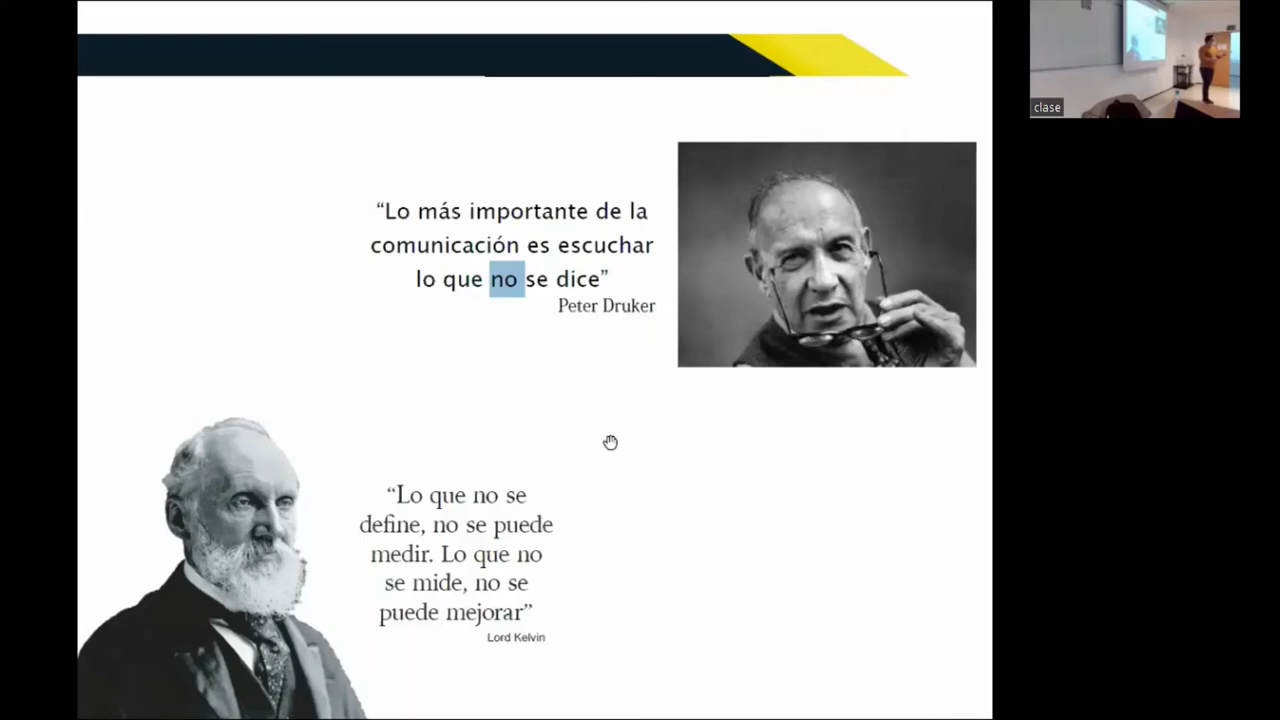 clase
“Lo más importante de la
comunicación es escuchar
lo que no se dice”
Peter Druker
“Lo que no se
define, no se puede
medir. Lo que no
se mide, no se
puede mejorar”
Lord Kelvin